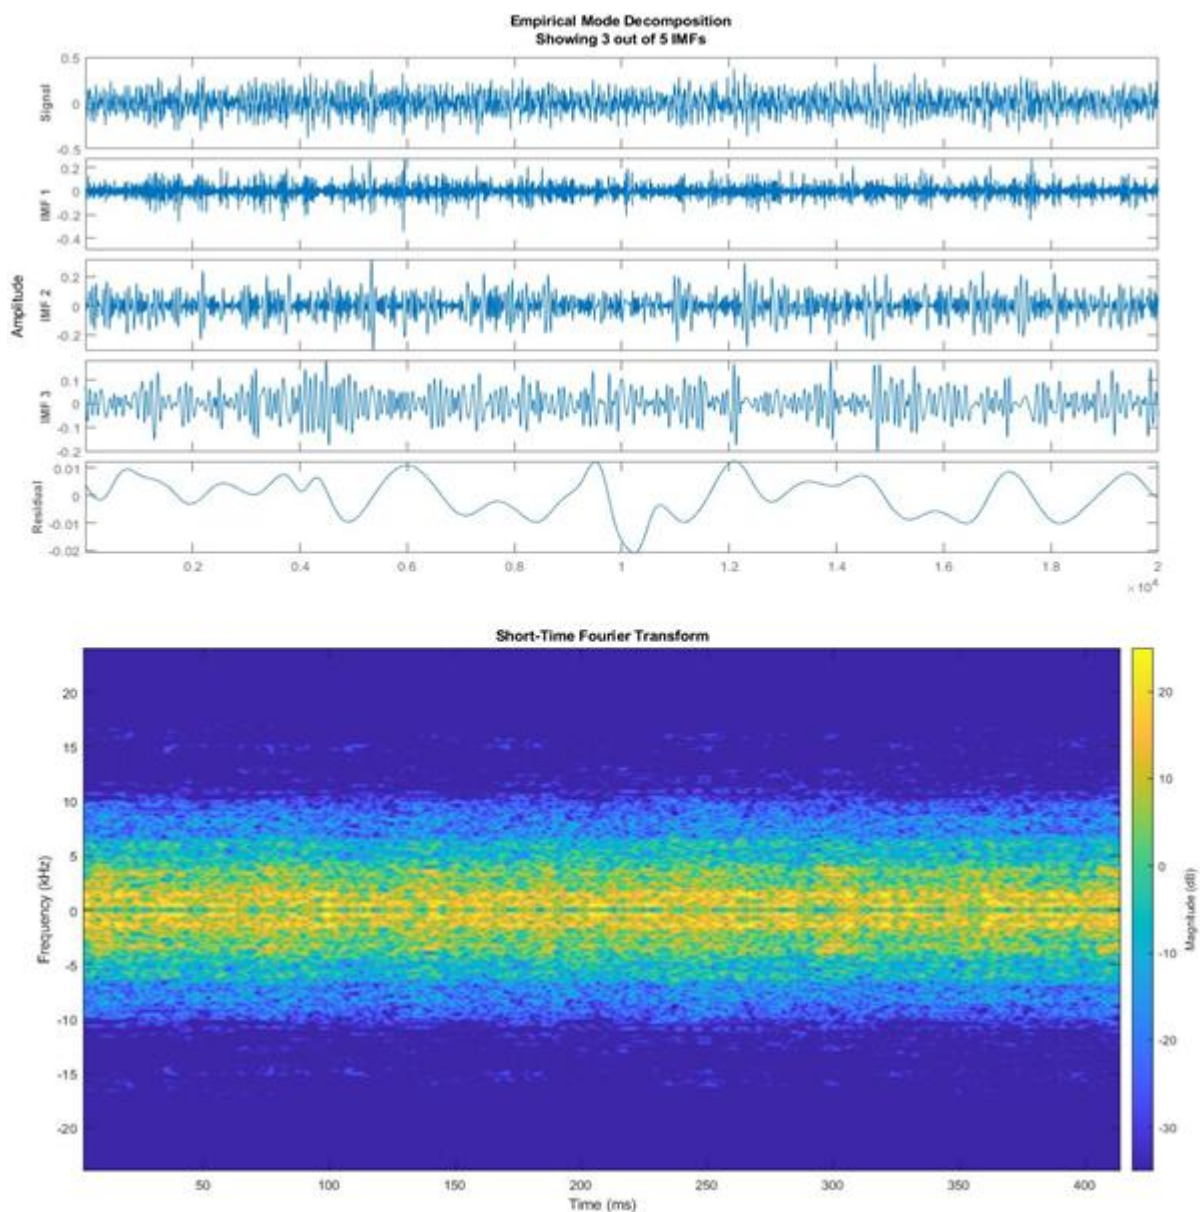 Empirical Mode Decomposition
Showing 3 out of 5 IMFs
Amplitude
Signal
0.5
0
-0.5
IMF 1
0.2
0
-0.2
-0.4
IMF 2
0.2
0
-0.2
IMF 3
0.1
0
-0.1
-0.2
Residual
0.01
0
-0.01
-0.02
0.2 0.4 0.6 0.8 1 1.2 1.4 1.6 1.8 2
×10⁴
Short-Time Fourier Transform
Frequency (kHz)
20
15
10
5
0
-5
-10
-15
-20
50 100 150 200 250 300 350 400
Time (ms)
20
10
0
-10
-20
-30
Magnitude (dB)